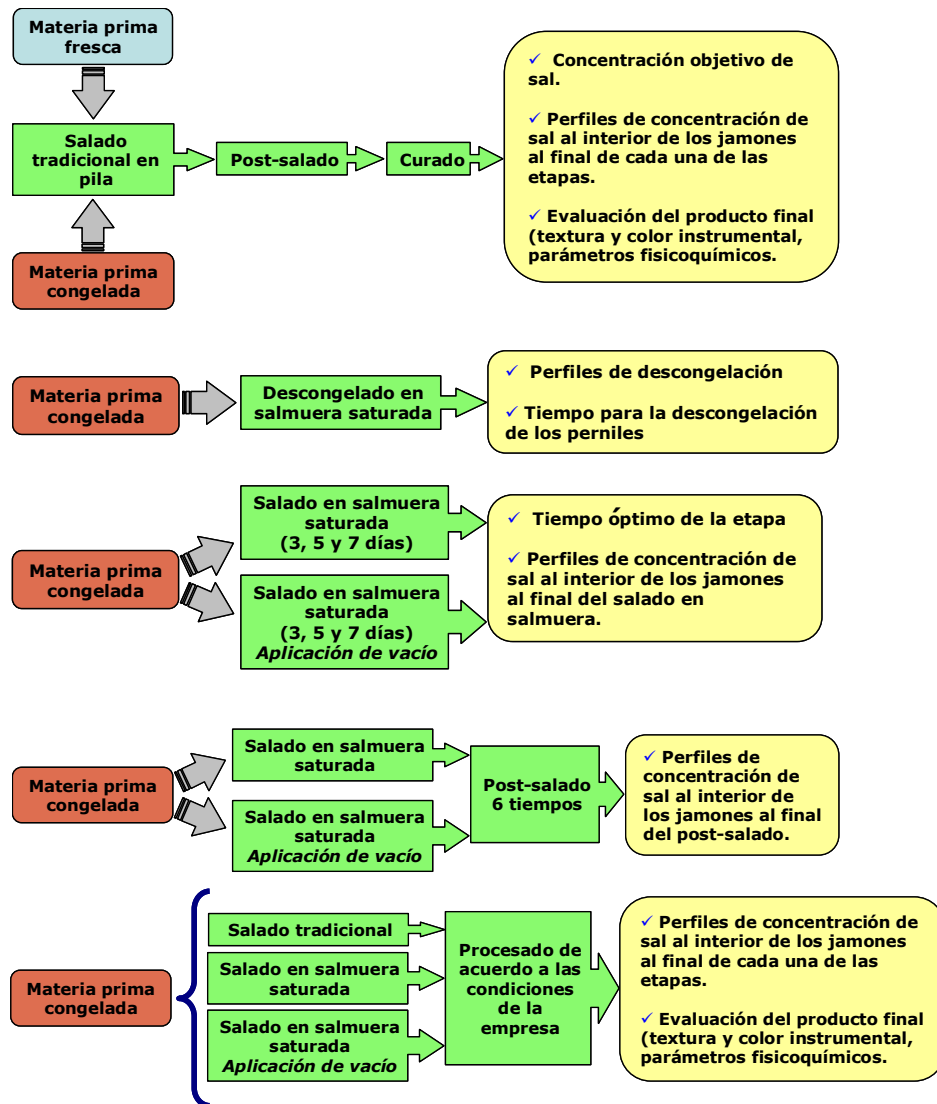 Materia prima
fresca
Salado
tradicional en
pila
Materia prima
congelada
Post-salado
Curado
✓ Concentración objetivo de
sal.
✓ Perfiles de concentración de
sal al interior de los jamones
al final de cada una de las
etapas.
✓ Evaluación del producto final
(textura y color instrumental,
parámetros fisicoquímicos.
Materia prima
congelada
Descongelado en
salmuera saturada
✓ Perfiles de descongelación
✓ Tiempo para la descongelación
de los perniles
Materia prima
congelada
Salado en salmuera
saturada
(3, 5 y 7 días)
Salado en salmuera
saturada
(3, 5 y 7 días)
Aplicación de vacío
✓ Tiempo óptimo de la etapa
✓ Perfiles de concentración de
sal al interior de los jamones
al final del salado en
salmuera.
Materia prima
congelada
Salado en salmuera
saturada
Salado en salmuera
saturada
Aplicación de vacío
Post-salado
6 tiempos
✓ Perfiles de
concentración de
sal al interior de
los jamones al final
del post-salado.
Materia prima
congelada
Salado tradicional
Salado en salmuera
saturada
Salado en salmuera
saturada
Aplicación de vacío
Procesado de
acuerdo a las
condiciones
de la
empresa
✓ Perfiles de concentración de
sal al interior de los jamones
al final de cada una de las
etapas.
✓ Evaluación del producto final
(textura y color instrumental,
parámetros fisicoquímicos.